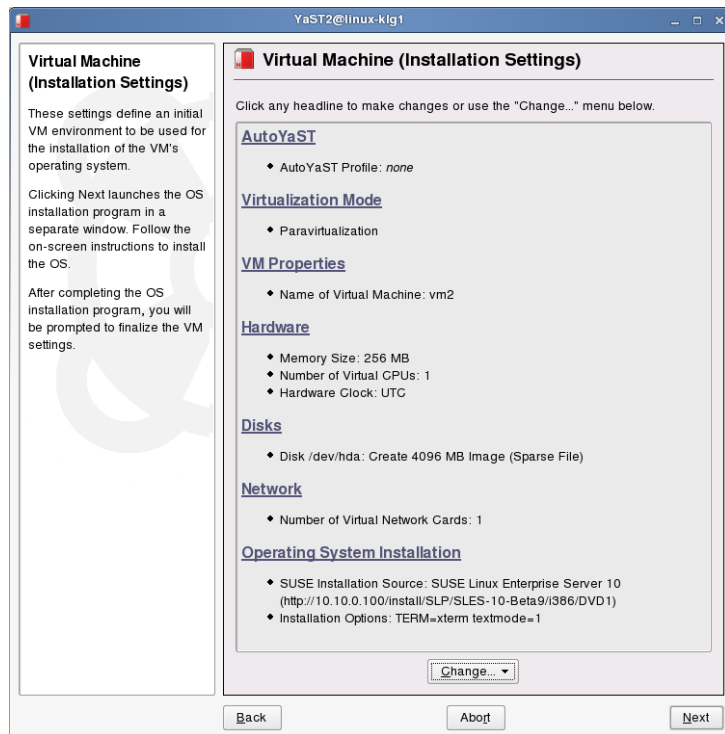 YaST2@linux-klg1
Virtual Machine
(Installation Settings)
These settings define an initial
VM environment to be used for
the installation of the VM's
operating system.
Clicking Next launches the OS
installation program in a
separate window. Follow the
on-screen instructions to install
the OS.
After completing the OS
installation program, you will
be prompted to finalize the VM
settings.
Virtual Machine (Installation Settings)
Click any headline to make changes or use the "Change..." menu below.
AutoYaST
◆ AutoYaST Profile: none
Virtualization Mode
◆ Paravirtualization
VM Properties
◆ Name of Virtual Machine: vm2
Hardware
◆ Memory Size: 256 MB
◆ Number of Virtual CPUs: 1
◆ Hardware Clock: UTC
Disks
◆ Disk /dev/hda: Create 4096 MB Image (Sparse File)
Network
◆ Number of Virtual Network Cards: 1
Operating System Installation
◆ SUSE Installation Source: SUSE Linux Enterprise Server 10
(http://10.10.0.100/install/SLP/SLES-10-Beta9/i386/DVD1)
◆ Installation Options: TERM=xterm textmode=1
Change...
Back
Abort
Next